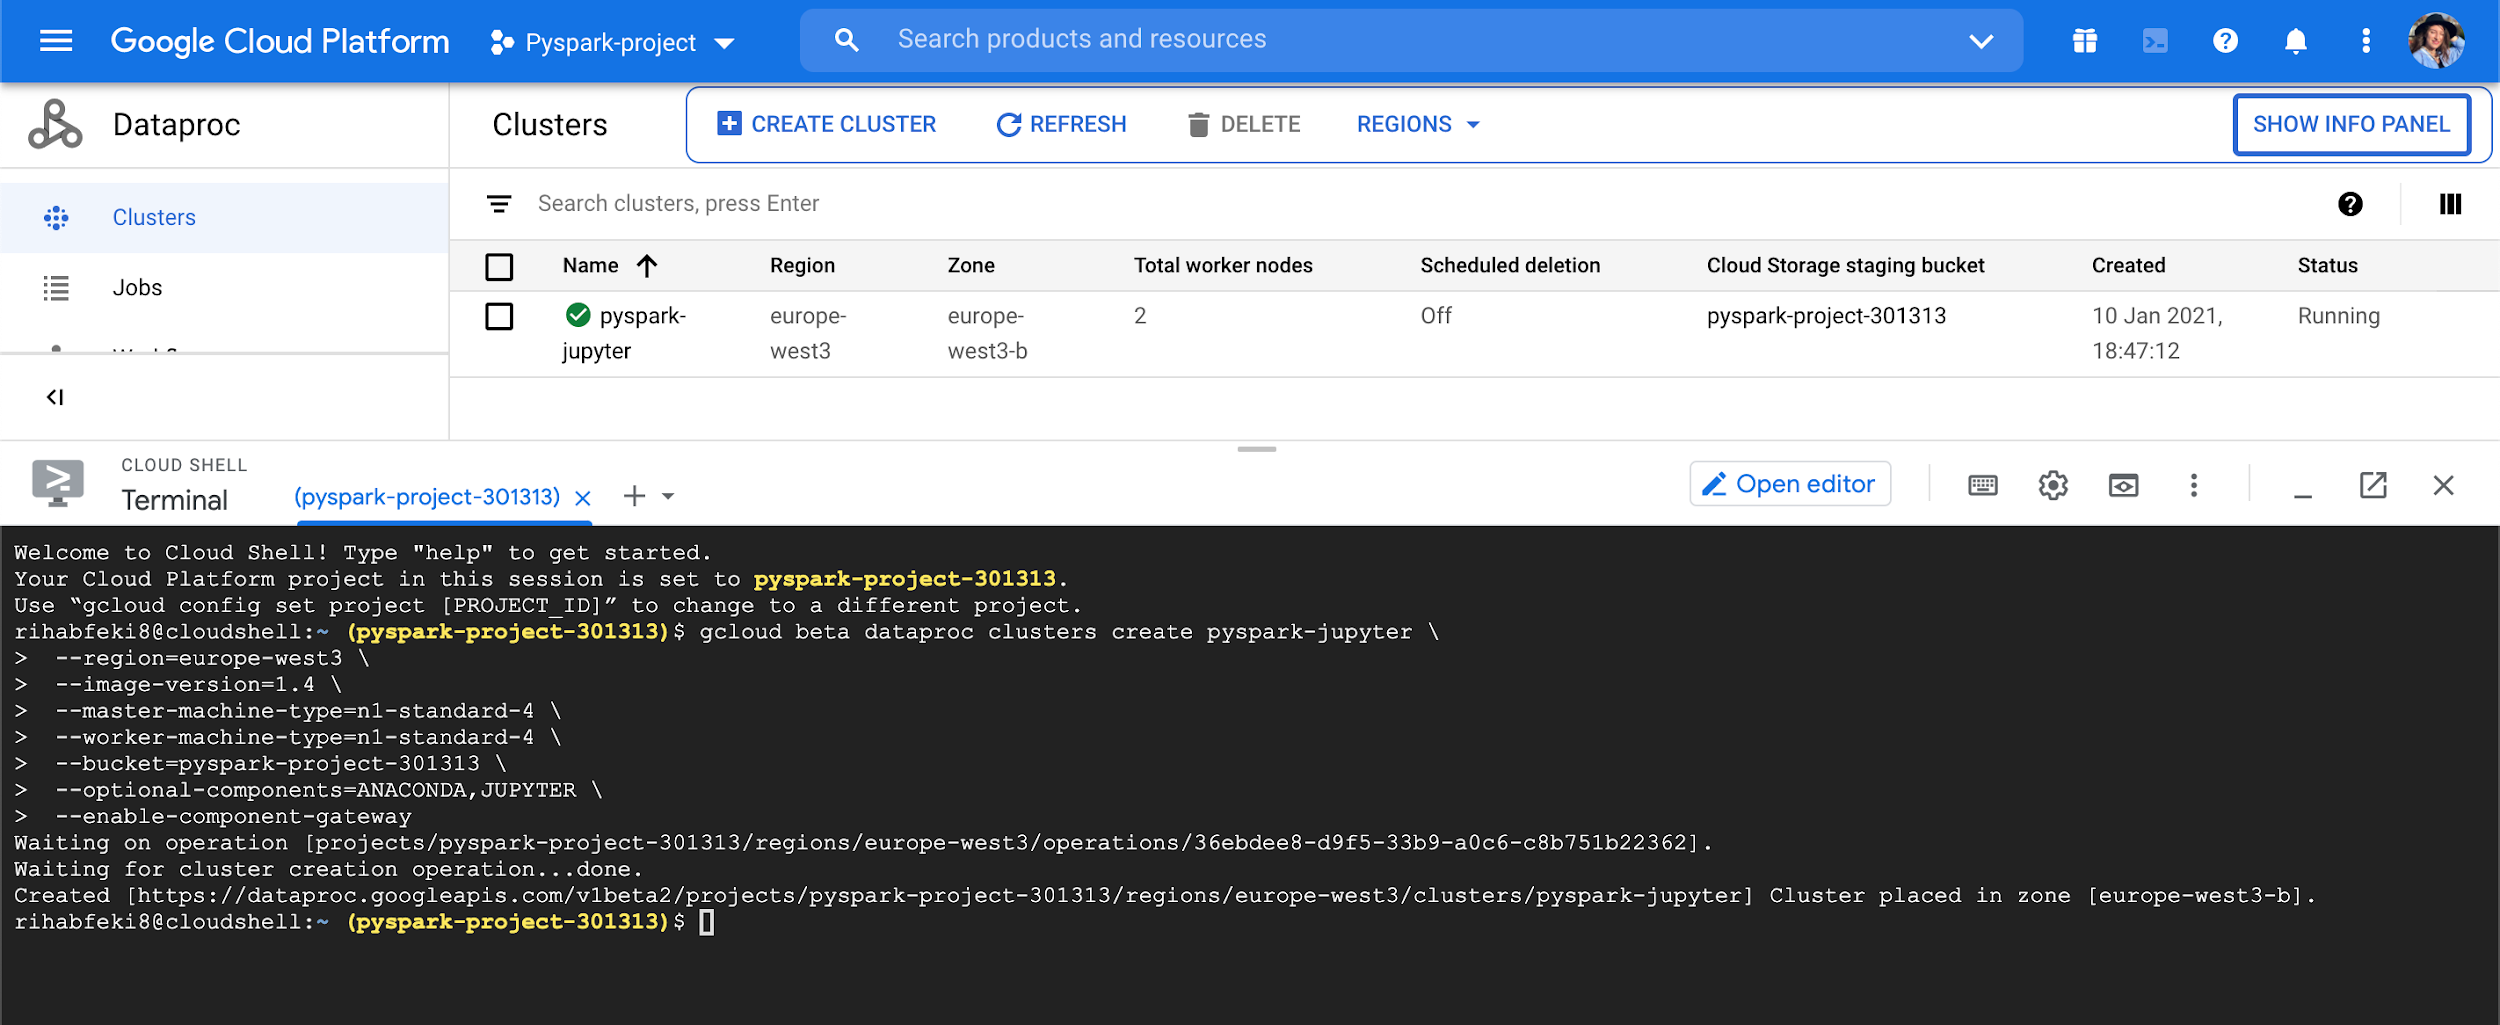 Google Cloud Platform
Pyspark-project
Search products and resources
Dataproc
Clusters
CREATE CLUSTER
REFRESH
DELETE
REGIONS
SHOW INFO PANEL
Clusters
Jobs
Search clusters, press Enter
Name Region Zone Total worker nodes Scheduled deletion Cloud Storage staging bucket Created Status
pyspark- europe- europe- 2 Off pyspark-project-301313 10 Jan 2021, Running
jupyter west3 west3-b 18:47:12
CLOUD SHELL
Terminal
(pyspark-project-301313)
Open editor
Welcome to Cloud Shell! Type "help" to get started.
Your Cloud Platform project in this session is set to pyspark-project-301313.
Use “gcloud config set project [PROJECT_ID]” to change to a different project.
rihabfeki8@cloudshell:~ (pyspark-project-301313)$ gcloud beta dataproc clusters create pyspark-jupyter \
>  --region=europe-west3 \
>  --image-version=1.4 \
>  --master-machine-type=n1-standard-4 \
>  --worker-machine-type=n1-standard-4 \
>  --bucket=pyspark-project-301313 \
>  --optional-components=ANACONDA,JUPYTER \
>  --enable-component-gateway
Waiting on operation [projects/pyspark-project-301313/regions/europe-west3/operations/36ebdee8-d9f5-33b9-a0c6-c8b751b22362].
Waiting for cluster creation operation...done.
Created [https://dataproc.googleapis.com/v1beta2/projects/pyspark-project-301313/regions/europe-west3/clusters/pyspark-jupyter] Cluster placed in zone [europe-west3-b].
rihabfeki8@cloudshell:~ (pyspark-project-301313)$